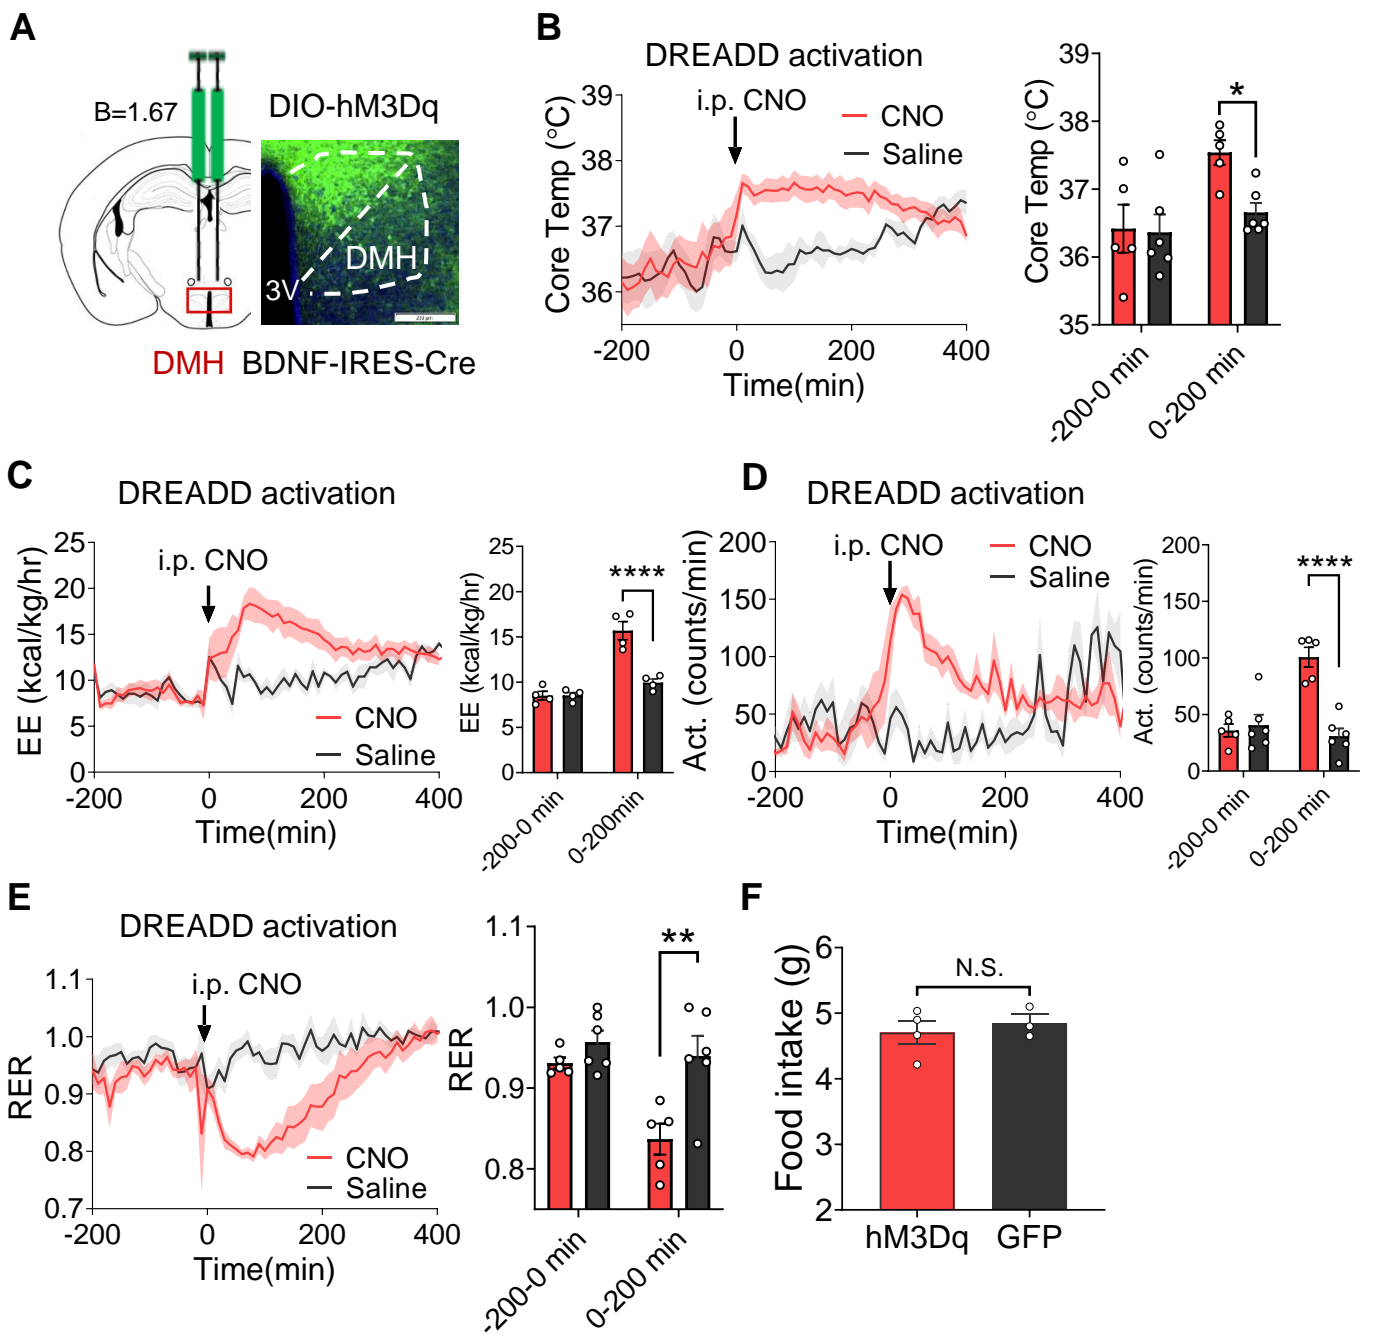 A
B=1.67
DIO-hM3Dq
DMH
3V
DMH BDNF-IRES-Cre
B
DREADD activation
i.p. CNO
CNO
Saline
Core Temp (°C)
39
38
37
36
-200 0 200 400
Time(min)
Core Temp (°C)
39
38
37
36
35
*
-200-0 min
0-200 min
C
DREADD activation
i.p. CNO
EE (kcal/kg/hr)
25
20
15
10
5
0
CNO
Saline
-200 0 200 400
Time(min)
EE (kcal/kg/hr)
25
20
15
10
5
0
****
-200-0 min
0-200min
D
DREADD activation
i.p. CNO
CNO
Saline
Act. (counts/min)
200
150
100
50
0
-200 0 200 400
Time(min)
Act. (counts/min)
200
150
100
50
0
****
-200-0 min
0-200 min
E
DREADD activation
i.p. CNO
RER
1.1
1.0
0.9
0.8
0.7
CNO
Saline
-200 0 200 400
Time(min)
RER
1.1
1.0
0.9
0.8
**
-200-0 min
0-200 min
F
Food intake (g)
6
5
4
3
2
N.S.
hM3Dq GFP